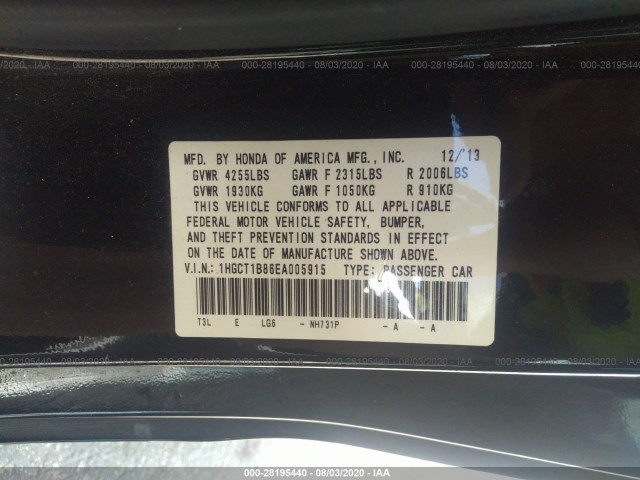 000-28195440 - 08/03/2020 - IAA
MFD. BY HONDA OF AMERICA MFG., INC. 12/'13
GVWR 4255LBS GAWR F 2315LBS R 2006LBS
GVWR 1930KG GAWR F 1050KG R 910KG
THIS VEHICLE CONFORMS TO ALL APPLICABLE
FEDERAL MOTOR VEHICLE SAFETY, BUMPER,
AND THEFT PREVENTION STANDARDS IN EFFECT
ON THE DATE OF MANUFACTURE SHOWN ABOVE.
V.I.N.: 1HGCT1B86EA005915 TYPE: PASSENGER CAR
T3L E LG6 - NH731P - A - A
000-28195440 - 08/03/2020 - IAA